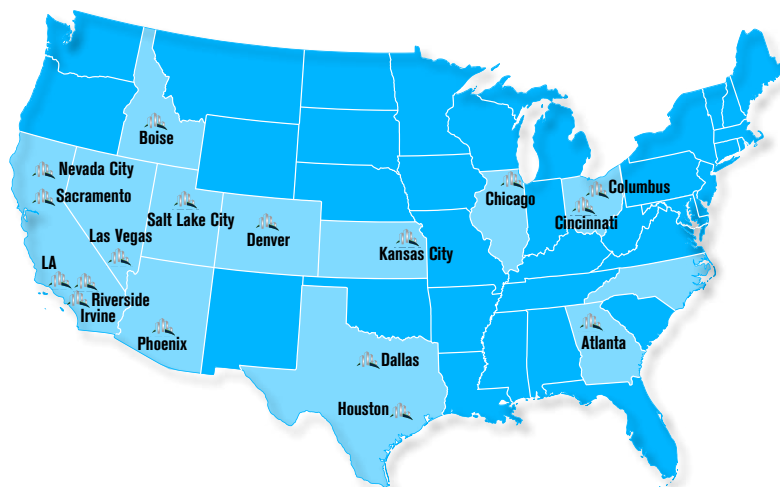 Boise
Nevada City
Sacramento
Salt Lake City
Las Vegas
Denver
Kansas City
Chicago
Columbus
Cincinnati
LA
Riverside
Irvine
Phoenix
Dallas
Houston
Atlanta